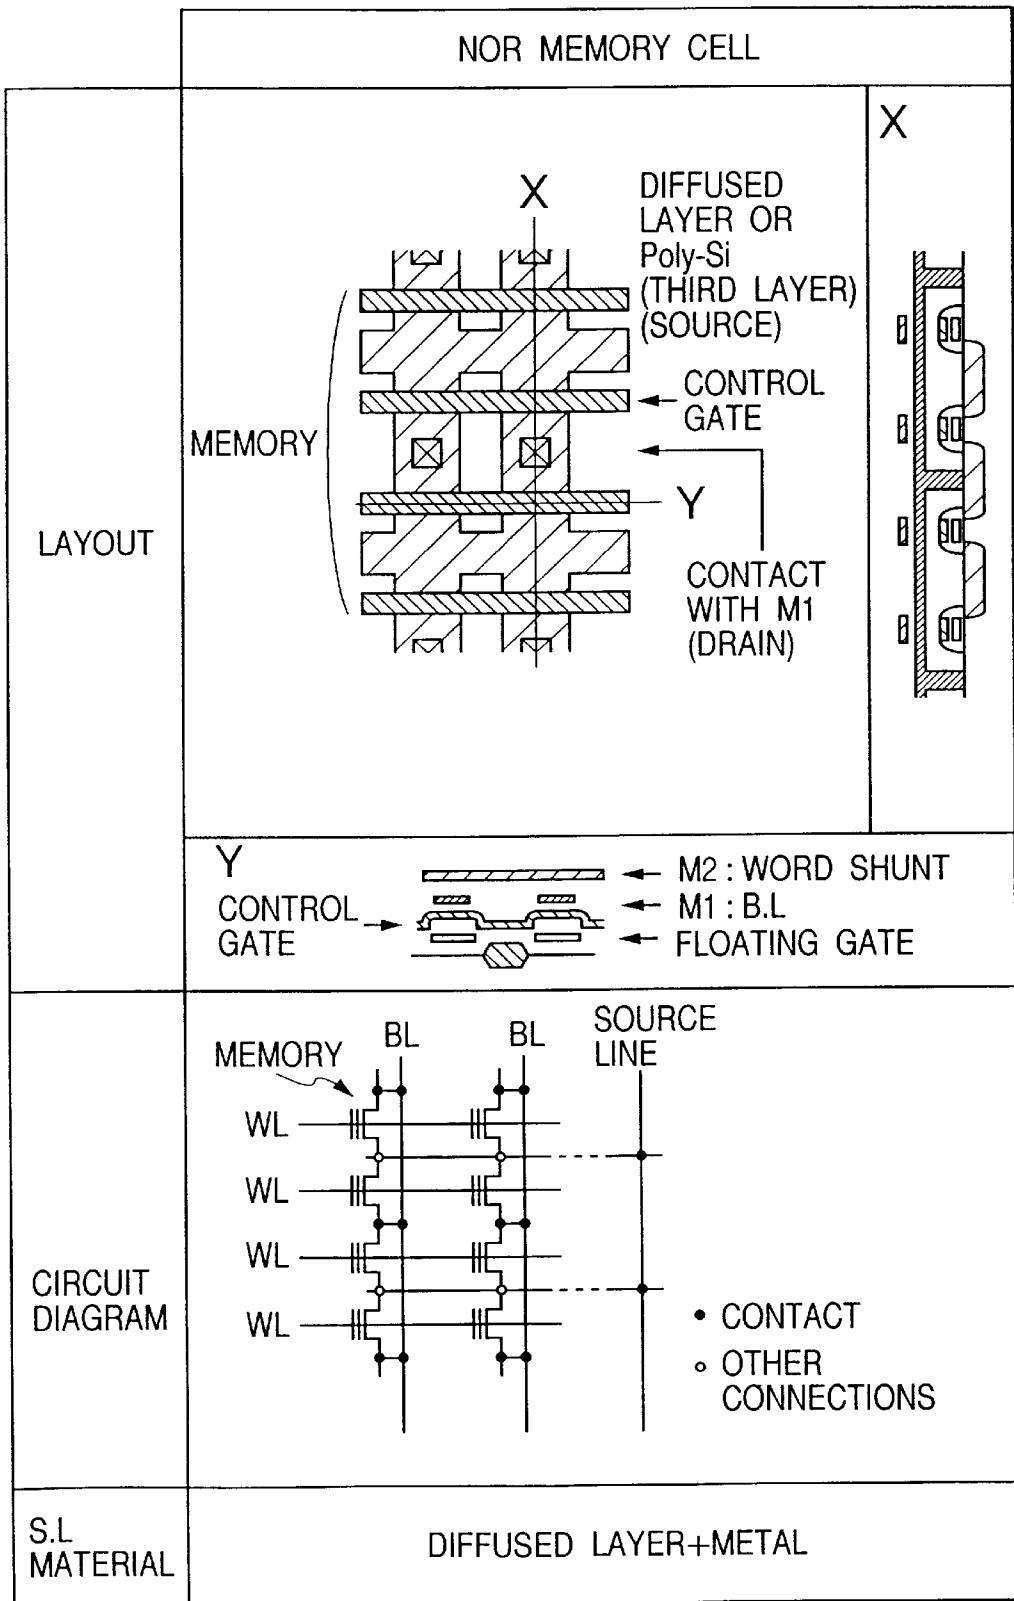 NOR MEMORY CELL
LAYOUT
X
DIFFUSED
LAYER OR
Poly-Si
(THIRD LAYER)
(SOURCE)
CONTROL
GATE
MEMORY
Y
CONTACT
WITH M1
(DRAIN)
X
Y
CONTROL
GATE
M2 : WORD SHUNT
M1 : B.L
FLOATING GATE
CIRCUIT
DIAGRAM
MEMORY
BL
BL
SOURCE
LINE
WL
WL
WL
WL
CONTACT
OTHER
CONNECTIONS
S.L
MATERIAL
DIFFUSED LAYER+METAL